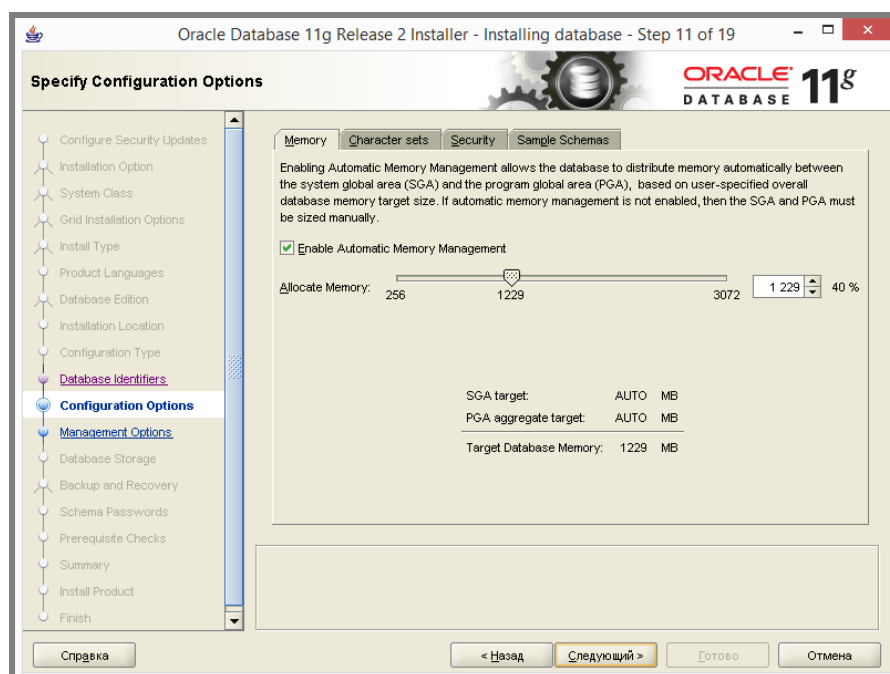 Oracle Database 11g Release 2 Installer - Installing database - Step 11 of 19
Specify Configuration Options
ORACLE
DATABASE
11g
Configure Security Updates
Installation Option
System Class
Grid Installation Options
Install Type
Product Languages
Database Edition
Installation Location
Configuration Type
Database Identifiers
Configuration Options
Management Options
Database Storage
Backup and Recovery
Schema Passwords
Prerequisite Checks
Summary
Install Product
Finish
Memory Character sets Security Sample Schemas
Enabling Automatic Memory Management allows the database to distribute memory automatically between
the system global area (SGA) and the program global area (PGA), based on user-specified overall
database memory target size. If automatic memory management is not enabled, then the SGA and PGA must
be sized manually.
Enable Automatic Memory Management
Allocate Memory: 256 1229 3072 1 229 40 %
SGA target: AUTO MB
PGA aggregate target: AUTO MB
Target Database Memory: 1229 MB
Справка < Назад Следующий > Готово Отмена